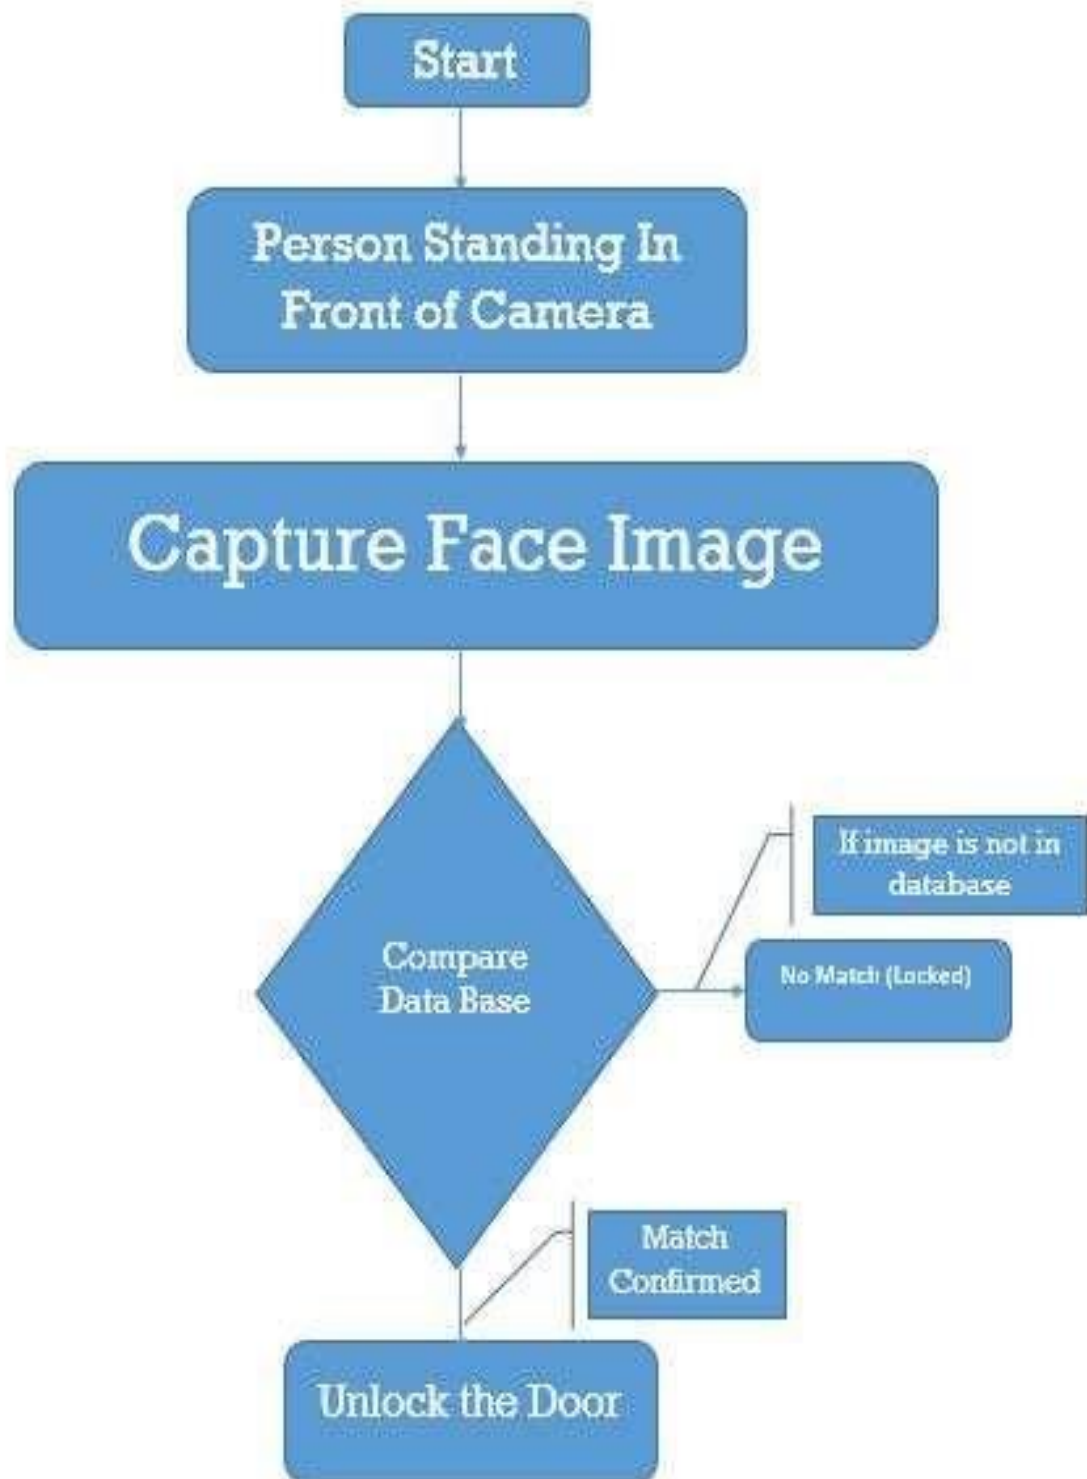 Start
Person Standing In
Front of Camera
Capture Face Image
Compare
Data Base
If image is not in
database
No Match (Locked)
Match
Confirmed
Unlock the Door